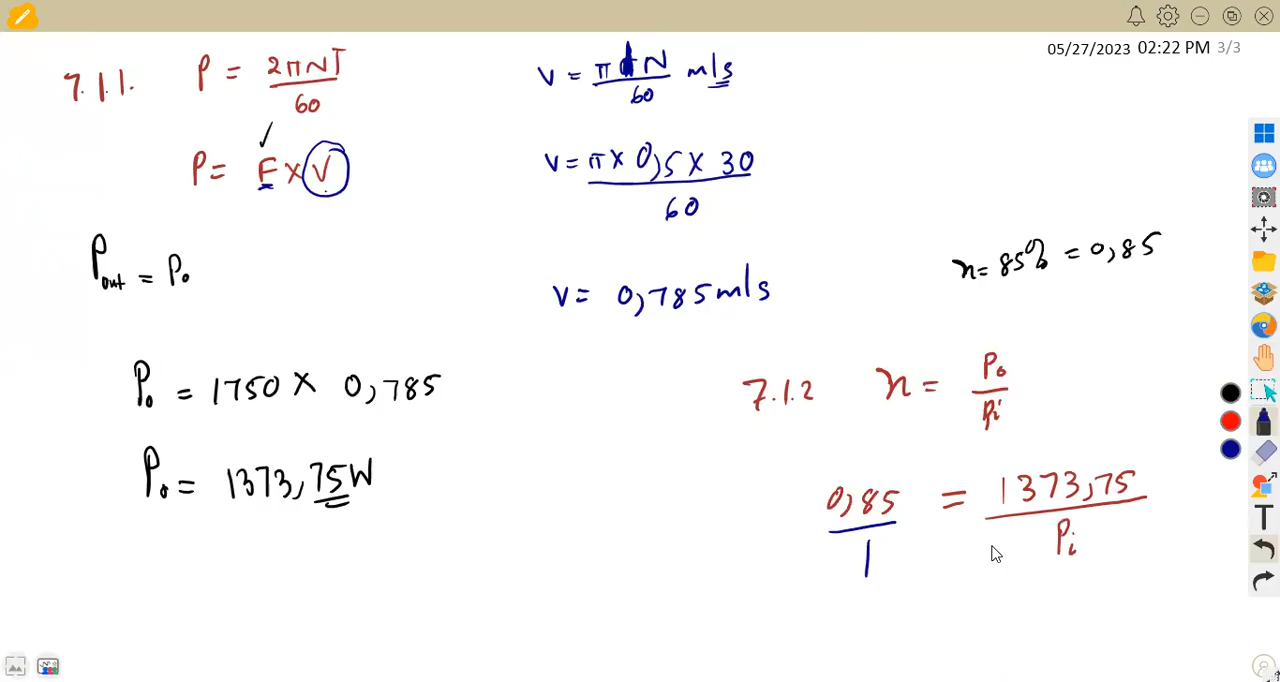 05/27/2023 02:22 PM 3/3
7.1.1. P = 2πNT/60
P = F × V
P out = Po
Po = 1750 × 0,785
Po = 1373,75W
V = πdN/60 m/s
V = π × 0,5 × 30/60
V = 0,785 m/s
η = 85% = 0,85
7.1.2 η = Po/Pi
0,85/1 = 1373,75/Pi
T